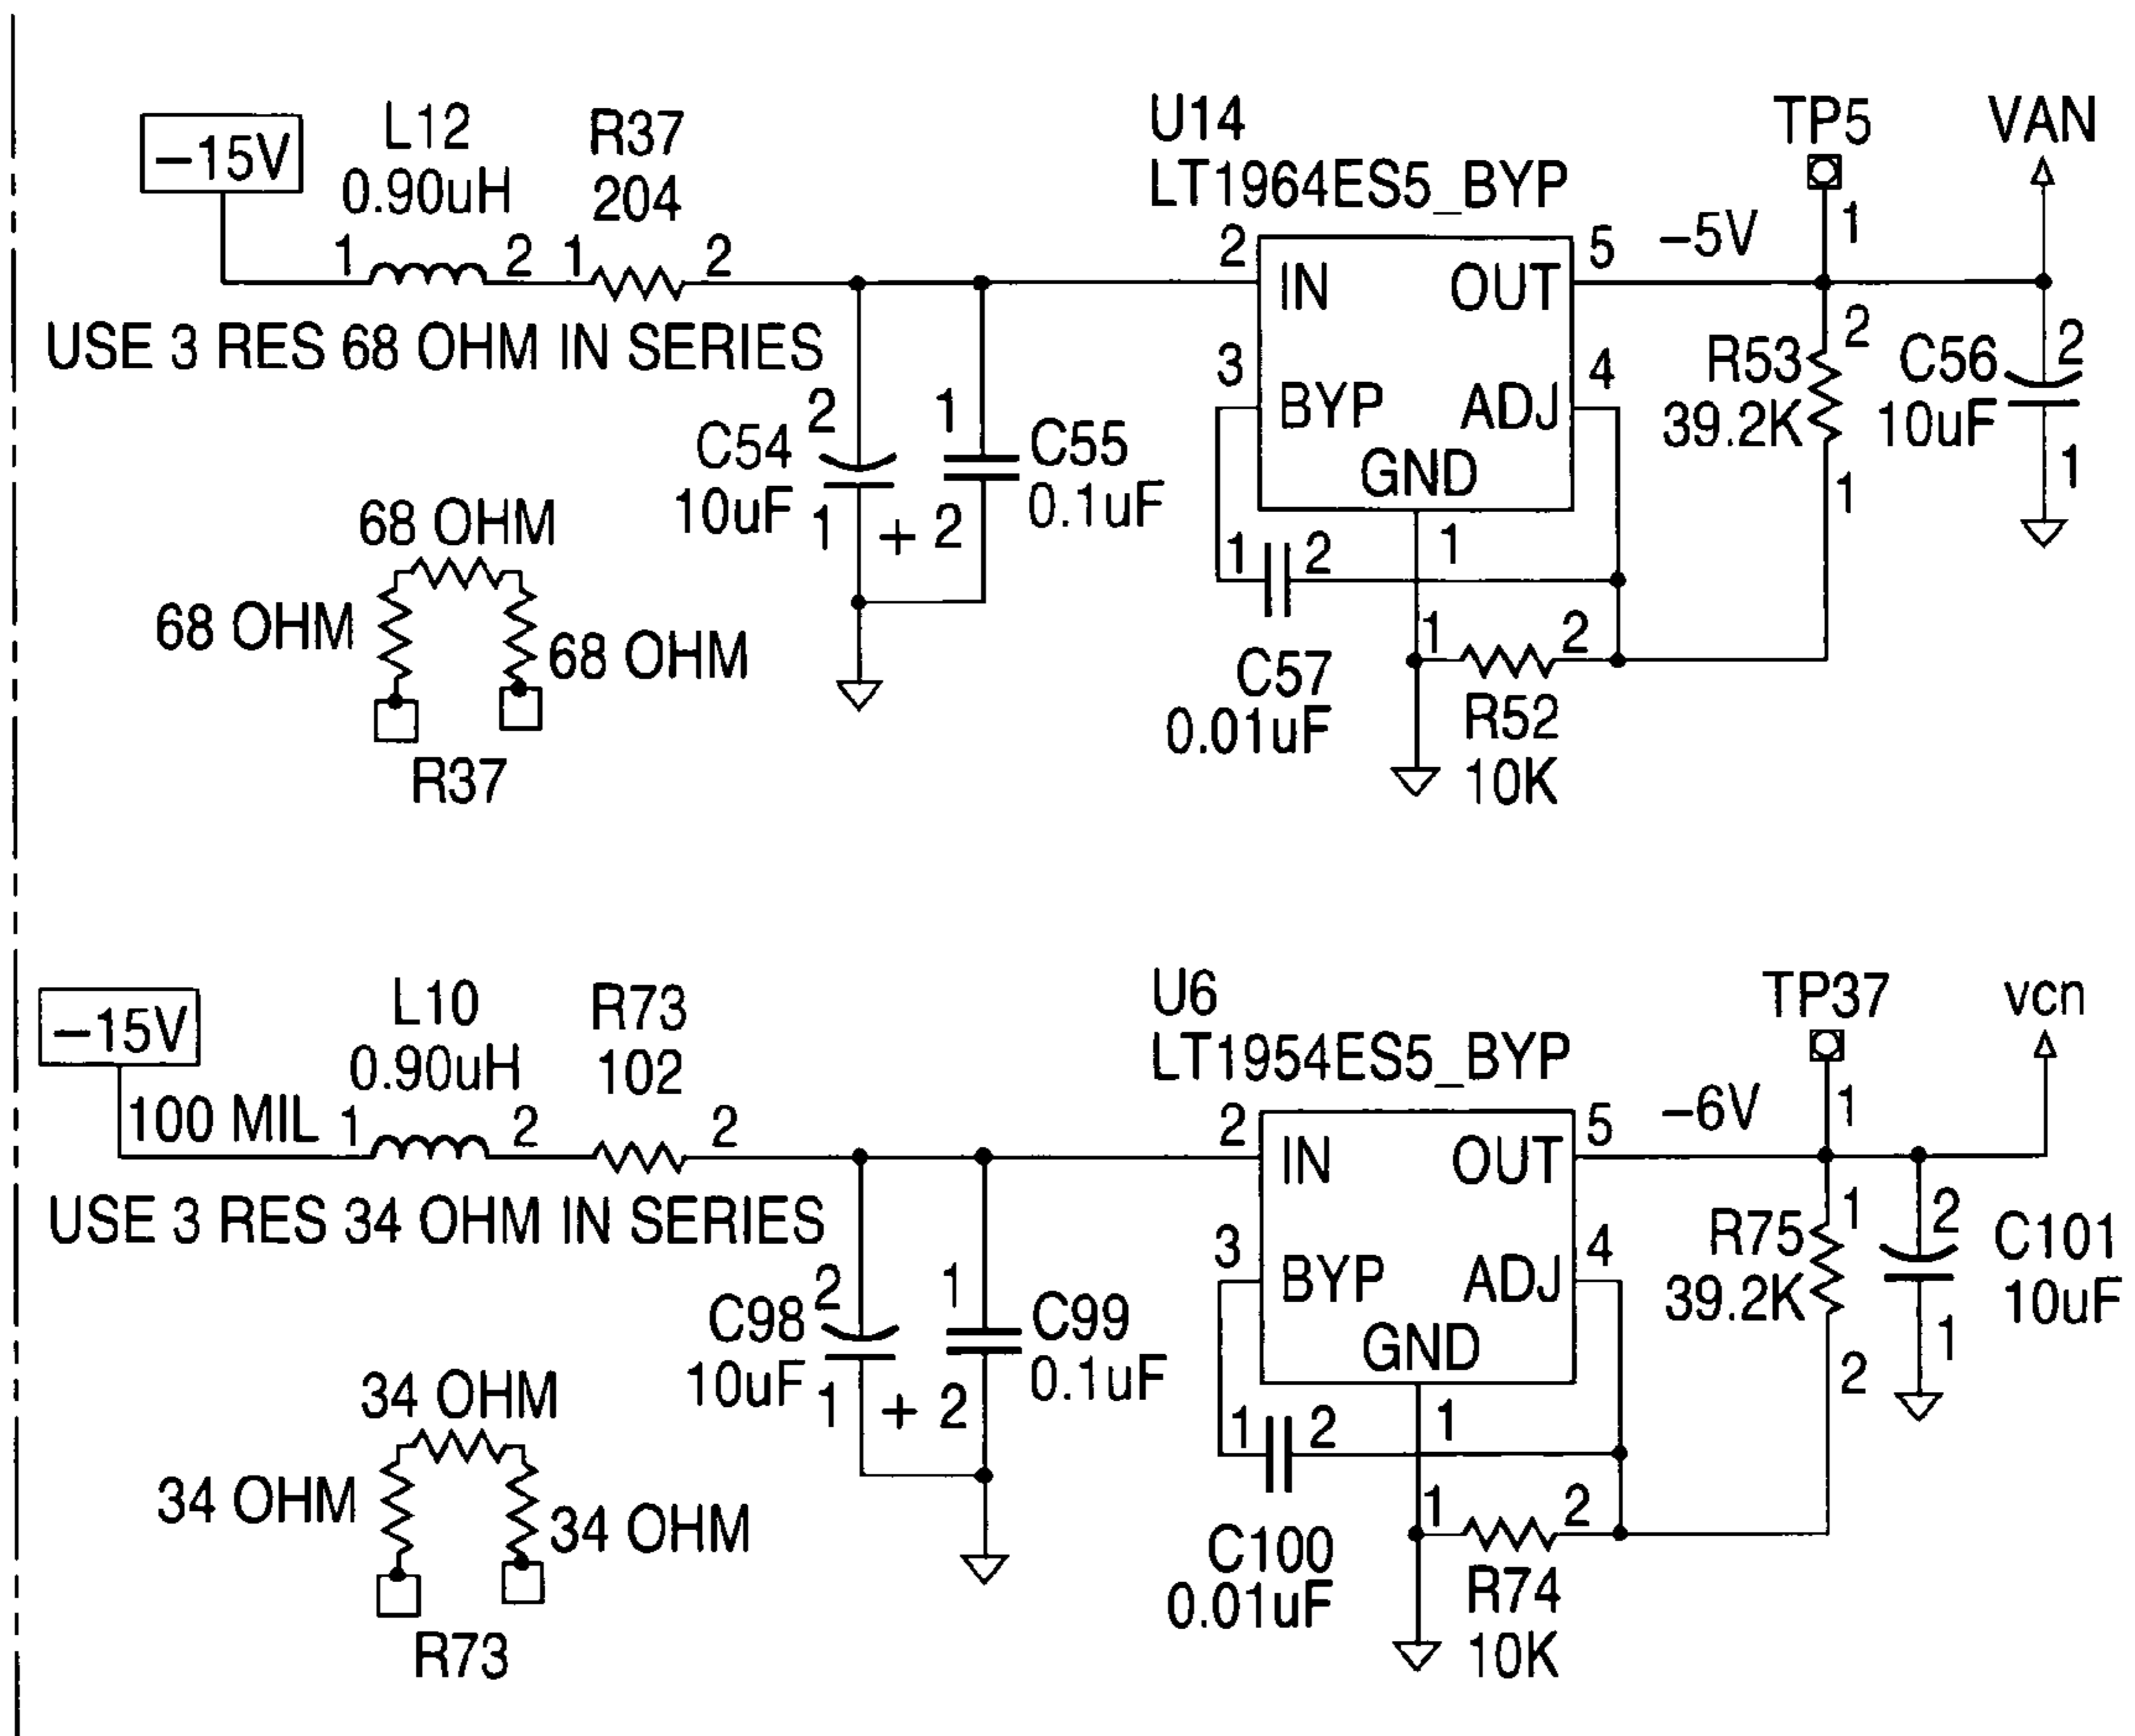 -15V
L12
0.90uH
R37
204
1
2
1
2
USE 3 RES 68 OHM IN SERIES
2
C54
10uF
1
+
1
C55
0.1uF
2
68 OHM
68 OHM
68 OHM
R37
U14
LT1964ES5_BYP
2
IN
OUT
5
-5V
3
BYP
ADJ
4
GND
1
1
2
C57
0.01uF
1
2
R52
10K
TP5
1
VAN
2
R53
39.2K
1
2
C56
10uF
1
-15V
100 MIL
L10
0.90uH
R73
102
1
2
2
USE 3 RES 34 OHM IN SERIES
2
C98
10uF
1
+
1
C99
0.1uF
2
34 OHM
34 OHM
34 OHM
R73
U6
LT1954ES5_BYP
2
IN
OUT
5
-6V
3
BYP
ADJ
4
GND
1
1
2
C100
0.01uF
1
2
R74
10K
TP37
1
vcn
1
R75
39.2K
2
2
C101
10uF
1